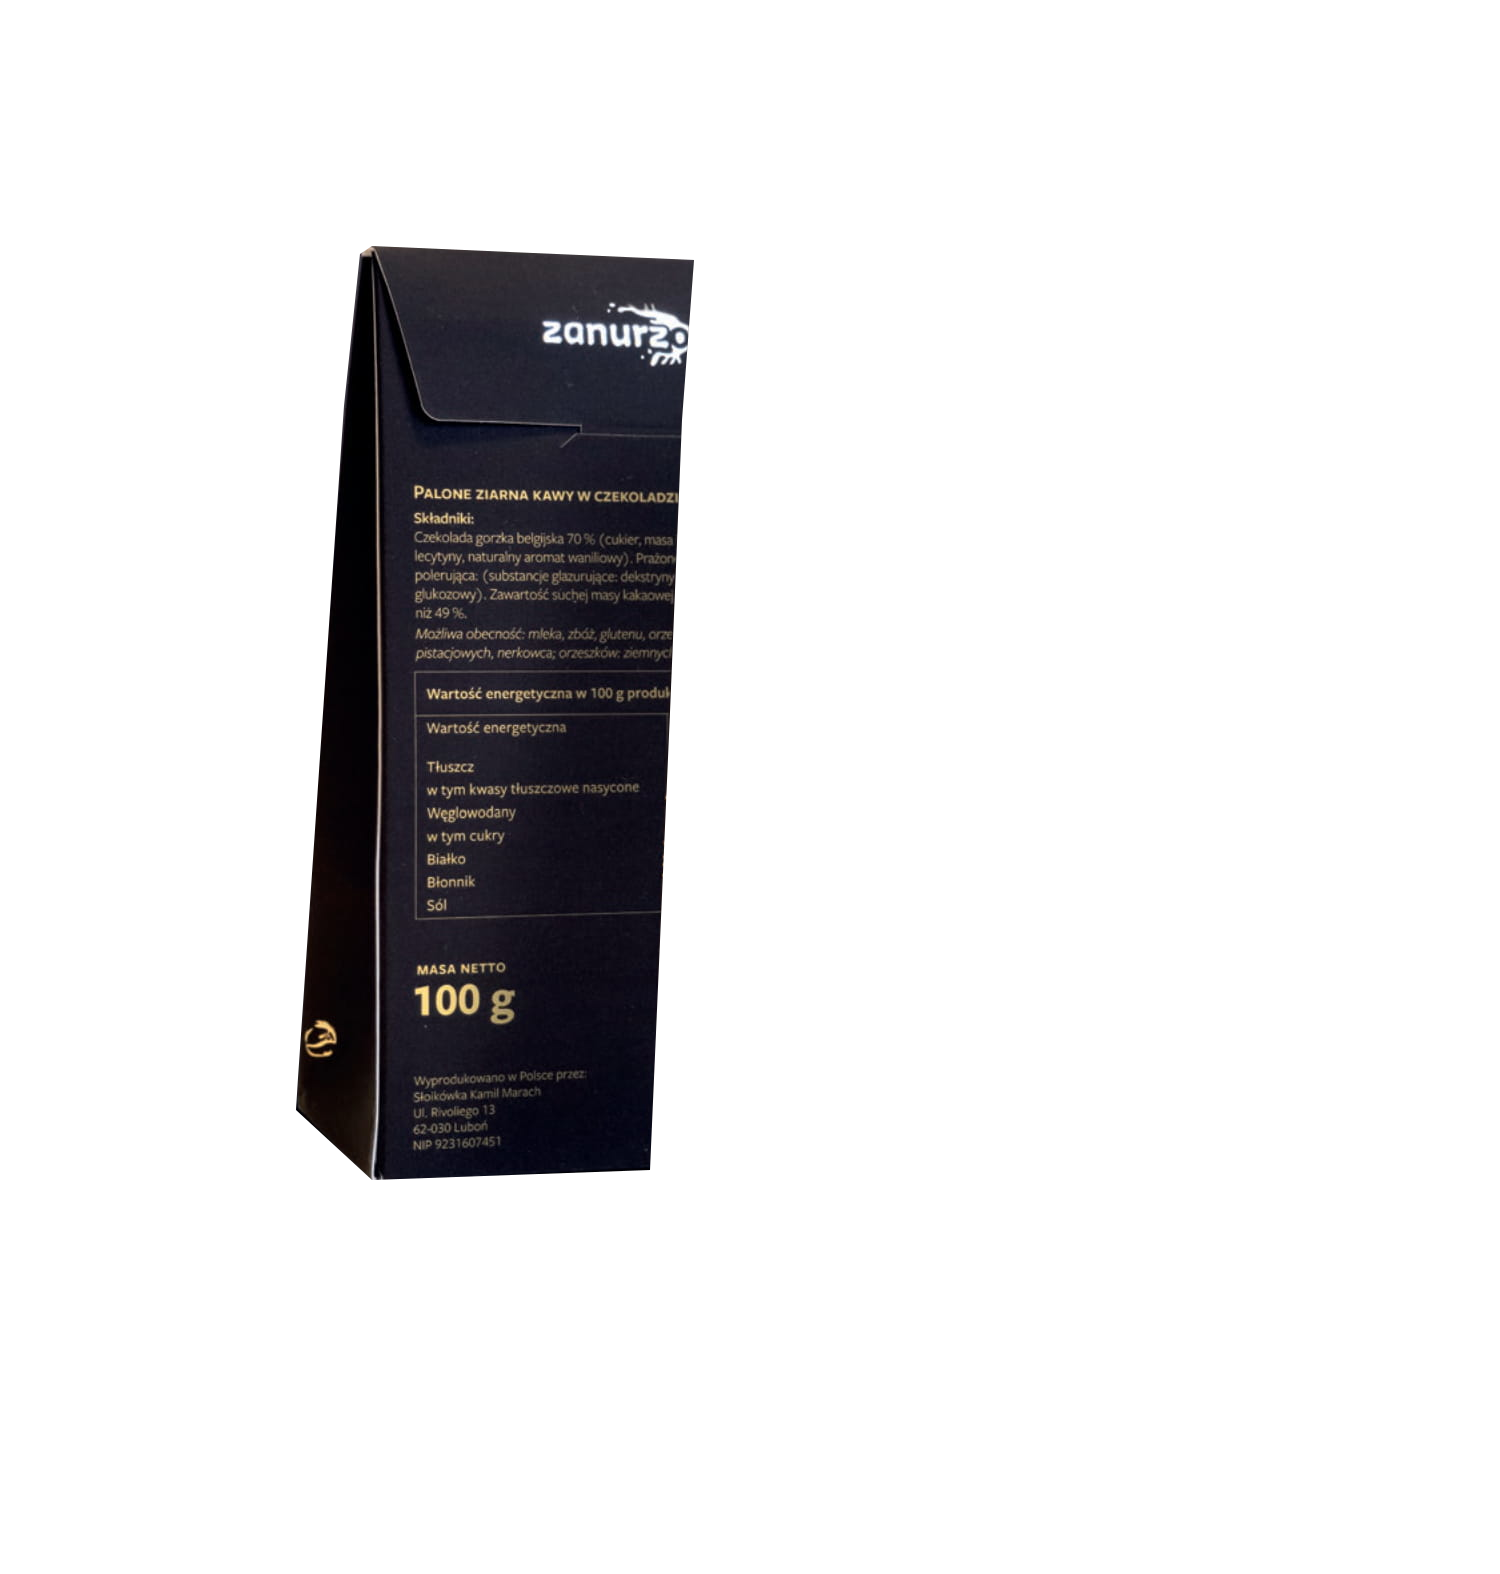 zanurzo
PALONE ZIARNA KAWY W CZEKOLADZI
Składniki:
Czekolada gorzka belgijska 70 % (cukier, masa
lecytyny, naturalny aromat waniliowy). Prażon
polerująca: (substancje glazurujące: dekstryny
glukozowy). Zawartość suchej masy kakaowej
niż 49 %.
Możliwa obecność: mleka, zbóż, glutenu, orze
pistacjowych, nerkowca; orzeszków: ziemnych
Wartość energetyczna w 100 g produk
Wartość energetyczna
Tłuszcz
w tym kwasy tłuszczowe nasycone
Węglowodany
w tym cukry
Białko
Błonnik
Sól
MASA NETTO
100 g
Wyprodukowano w Polsce przez:
Słoikówka Kamil Marach
Ul. Rivoliego 13
62-030 Luboń
NIP 9231607451